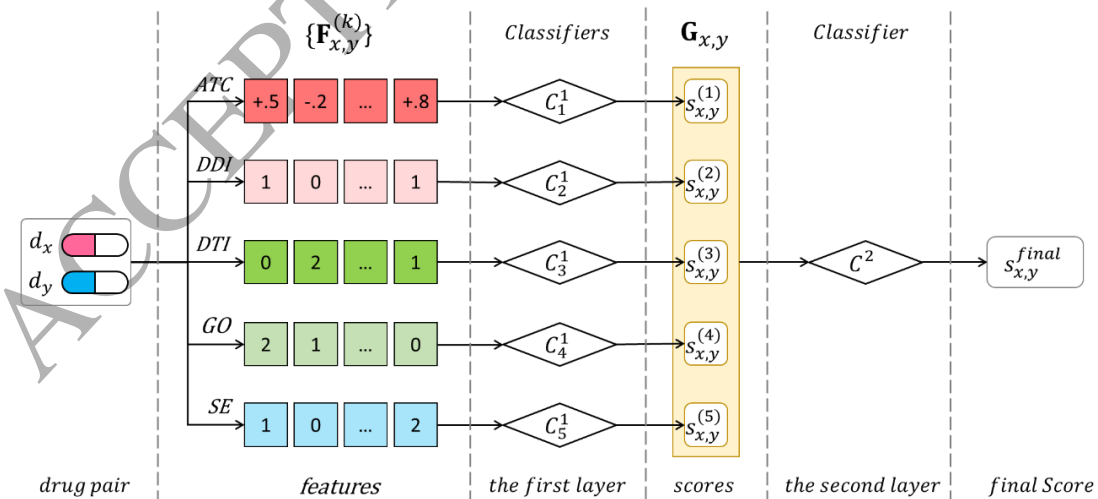 {F_{x,y}^{(k)}} Classifiers G_{x,y} Classifier
ATC +.5 -.2 ... +.8 C_1^1 s_{x,y}^{(1)}
DDI 1 0 ... 1 C_2^1 s_{x,y}^{(2)}
d_x
d_y
DTI 0 2 ... 1 C_3^1 s_{x,y}^{(3)} C^2 s_{x,y}^{final}
GO 2 1 ... 0 C_4^1 s_{x,y}^{(4)}
SE 1 0 ... 2 C_5^1 s_{x,y}^{(5)}
drug pair features the first layer scores the second layer final Score
ACCEPT